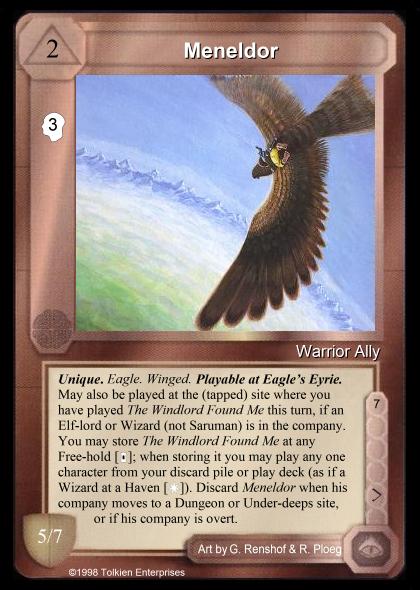 2
Meneldor
3
Warrior Ally
Unique. Eagle. Winged. Playable at Eagle's Eyrie.
May also be played at the (tapped) site where you
have played The Windlord Found Me this turn, if an
Elf-lord or Wizard (not Saruman) is in the company.
You may store The Windlord Found Me at any
Free-hold [•]; when storing it you may play any one
character from your discard pile or play deck (as if a
Wizard at a Haven [☀]). Discard Meneldor when his
company moves to a Dungeon or Under-deeps site,
or if his company is overt.
7
5/7
Art by G. Renshof & R. Ploeg
©1998 Tolkien Enterprises